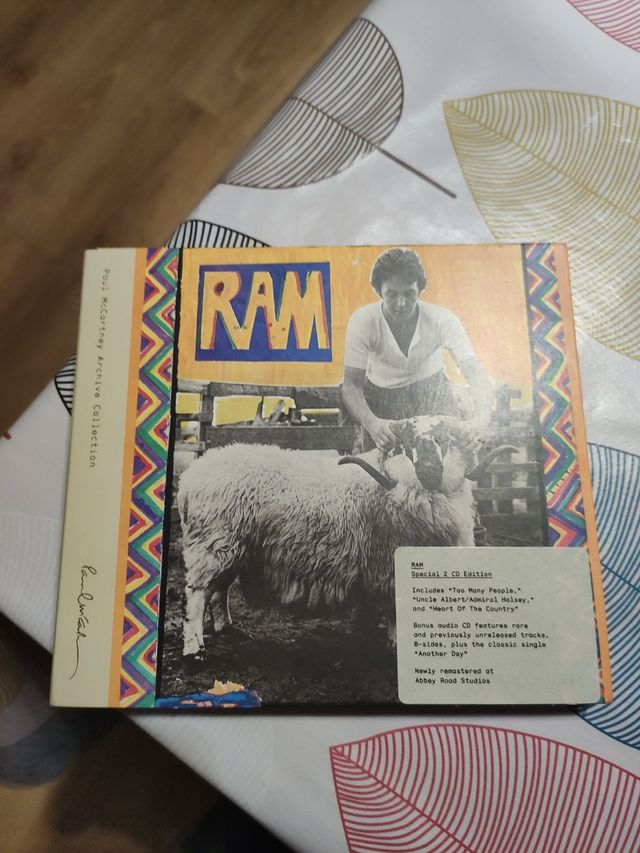 Paul McCartney Archive Collection
Paul McCartney
RAM
RAM
Special 2 CD Edition
Includes "Too Many People,"
"Uncle Albert/Admiral Halsey,"
and "Heart Of The Country"
Bonus audio CD features rare
and previously unreleased tracks,
B-sides, plus the classic single
"Another Day"
Newly remastered at
Abbey Road Studios